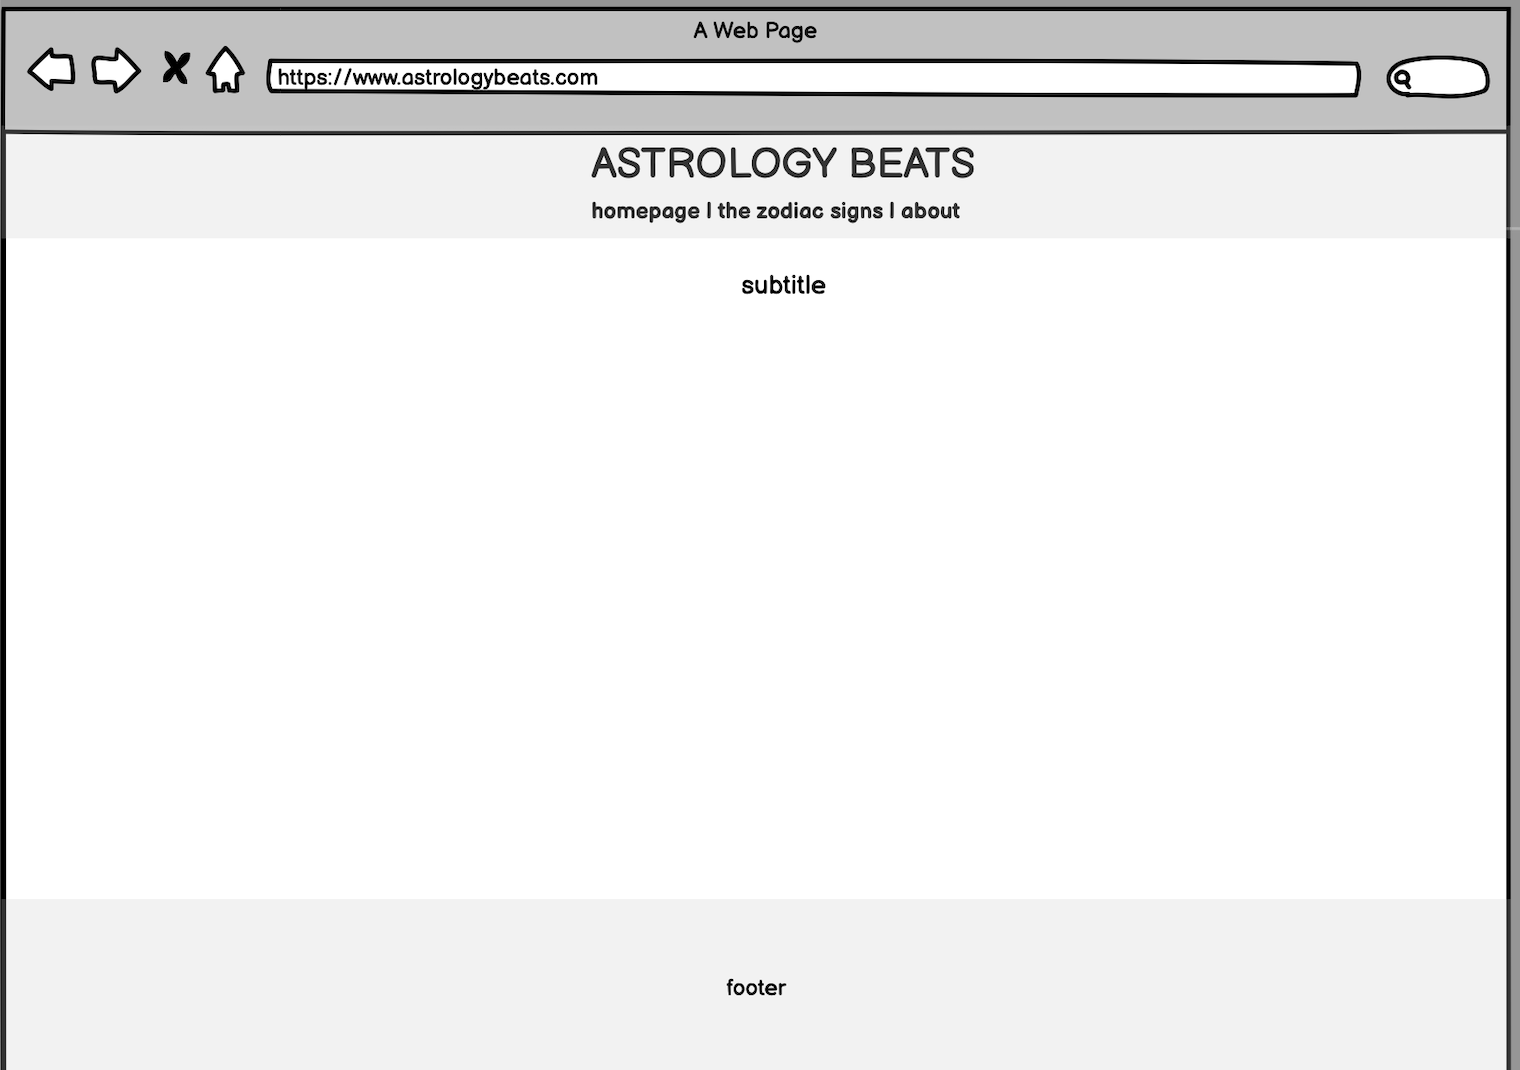 A Web Page
https://www.astrologybeats.com
ASTROLOGY BEATS
homepage | the zodiac signs | about
subtitle
footer